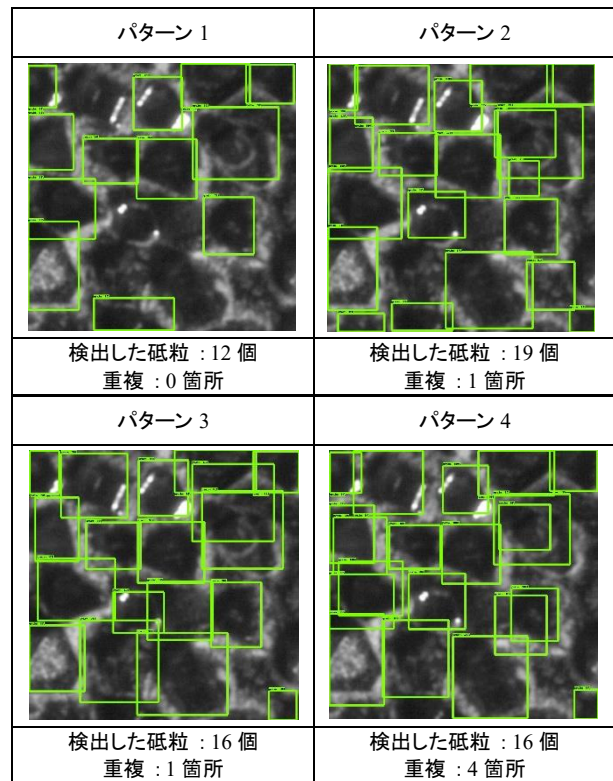 パターン 1
パターン 2
検出した砥粒 : 12 個
重複 : 0 箇所
検出した砥粒 : 19 個
重複 : 1 箇所
パターン 3
パターン 4
検出した砥粒 : 16 個
重複 : 1 箇所
検出した砥粒 : 16 個
重複 : 4 箇所